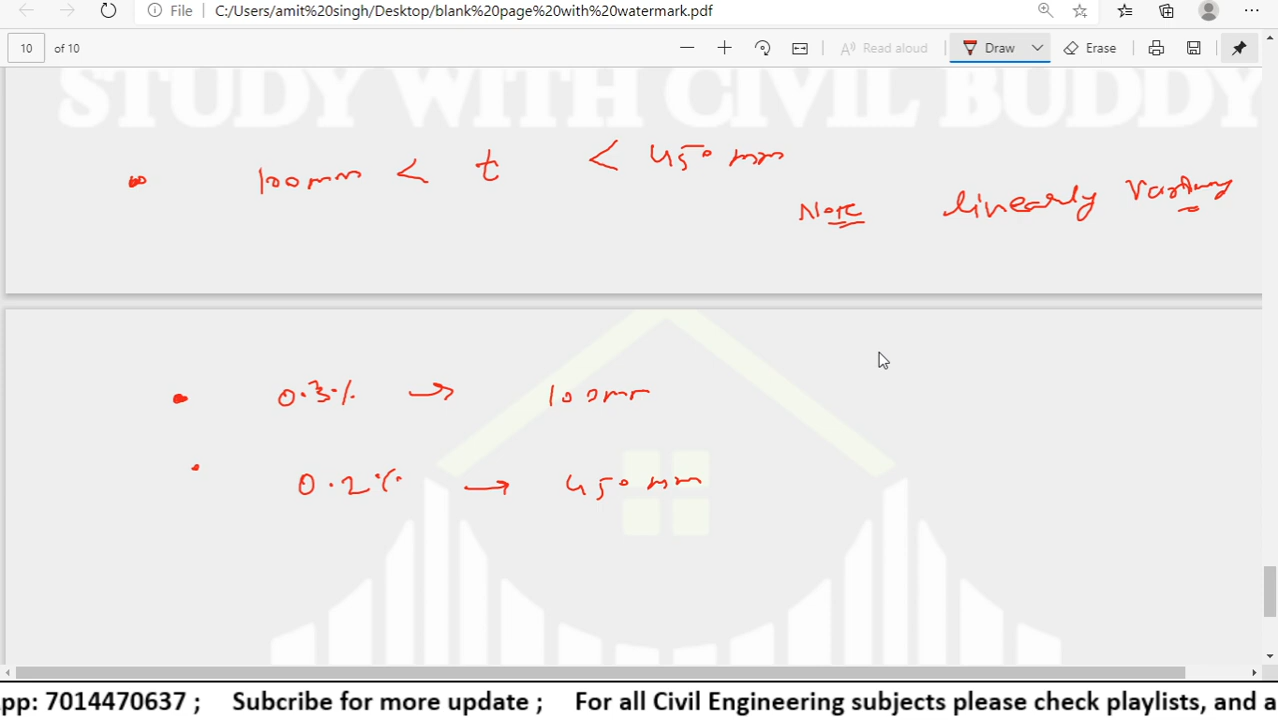 File C:/Users/amit%20singh/Desktop/blank%20page%20with%20watermark.pdf
10 of 10 Read aloud Draw Erase
STUDY WITH CIVIL BUDDY
100mm < t < 450 mm
Note linearly Varying
0.3% → 100mm
0.2% → 450 mm
pp: 7014470637 ; Subcribe for more update ; For all Civil Engineering subjects please check playlists, and a